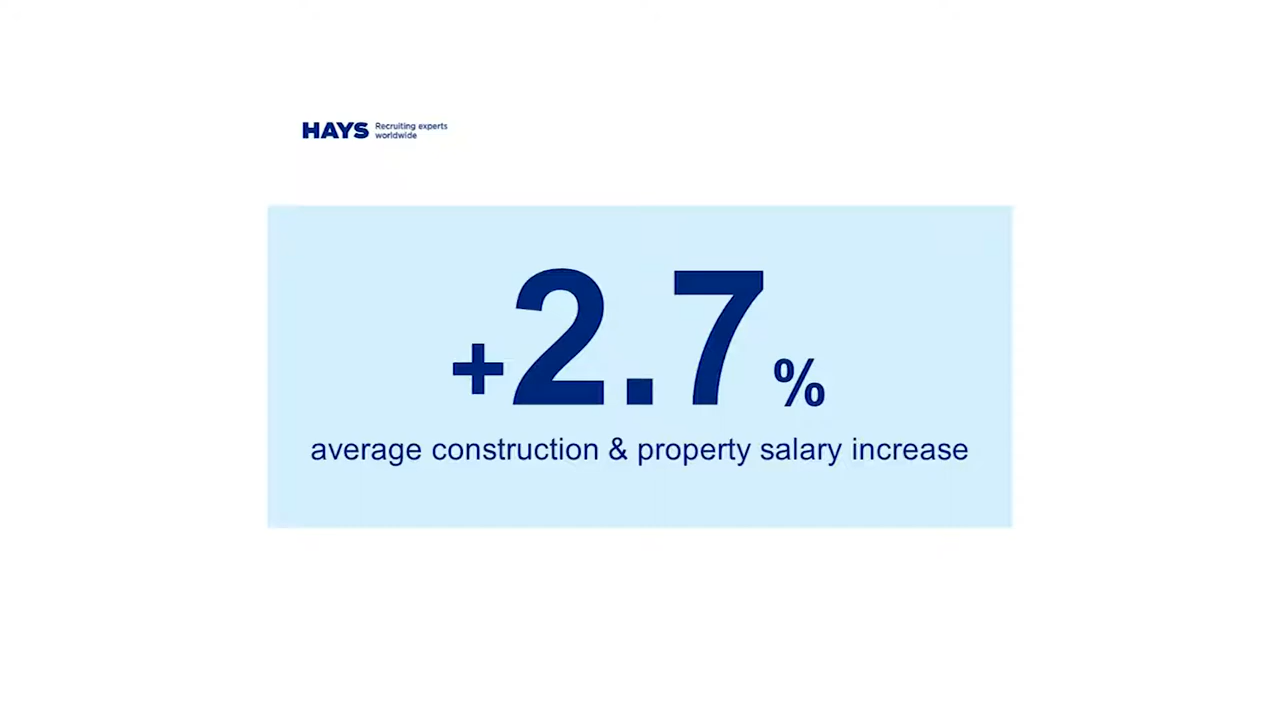 HAYS Recruiting experts
worldwide
+2.7%
average construction & property salary increase